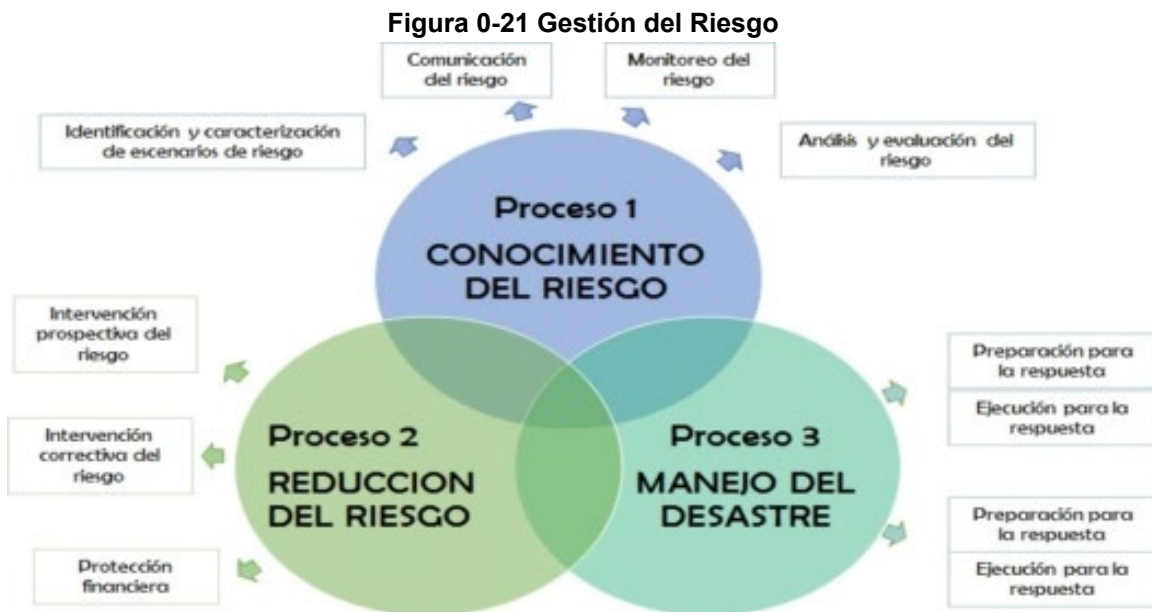 Figura 0-21 Gestión del Riesgo
Comunicación
del riesgo
Monitoreo del
riesgo
Identificación y caracterización
de escenarios de riesgo
Análisis y evaluación del
riesgo
Proceso 1
CONOCIMIENTO
DEL RIESGO
Intervención
prospectiva del
riesgo
Intervención
correctiva del
riesgo
Protección
financiera
Proceso 2
REDUCCION
DEL RIESGO
Proceso 3
MANEJO DEL
DESASTRE
Preparación para
la respuesta
Ejecución para la
respuesta
Preparación para
la respuesta
Ejecución para la
respuesta